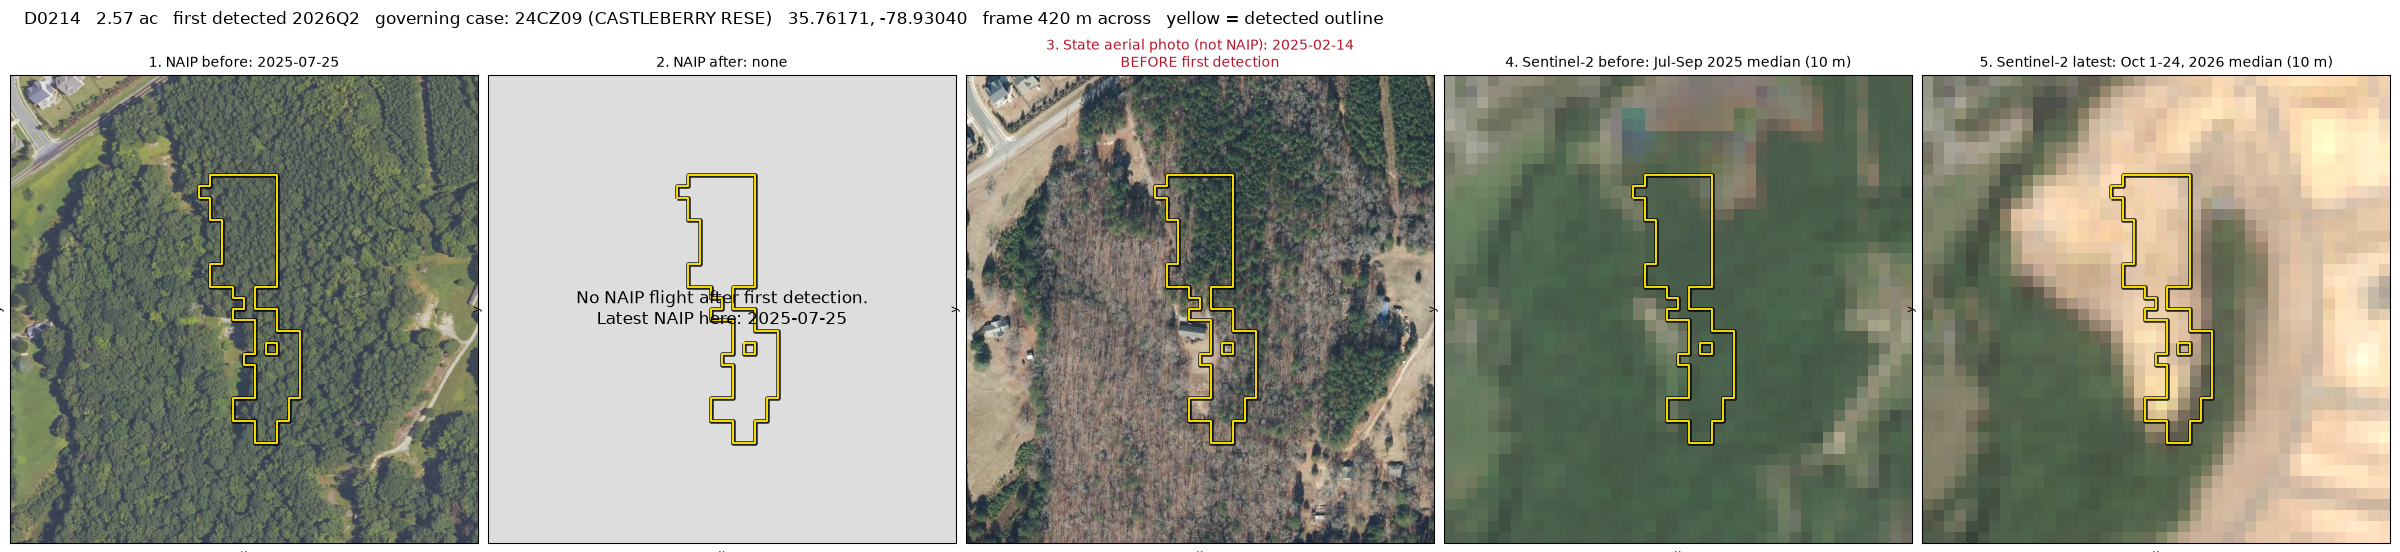 D0214   2.57 ac   first detected 2026Q2   governing case: 24CZ09 (CASTLEBERRY RESE)   35.76171, -78.93040   frame 420 m across   yellow = detected outline
1. NAIP before: 2025-07-25
2. NAIP after: none
3. State aerial photo (not NAIP): 2025-02-14
BEFORE first detection
4. Sentinel-2 before: Jul-Sep 2025 median (10 m)
5. Sentinel-2 latest: Oct 1-24, 2026 median (10 m)
No NAIP flight after first detection.
Latest NAIP here: 2025-07-25